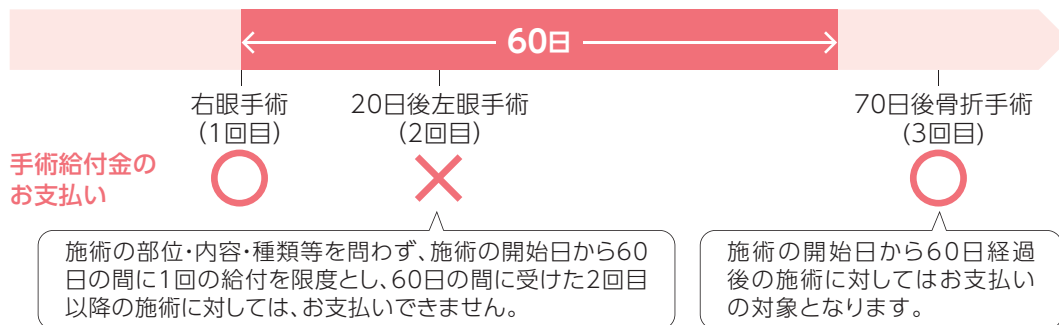 60日
右眼手術
(1回目)
20日後左眼手術
(2回目)
70日後骨折手術
(3回目)
手術給付金の
お支払い
施術の部位・内容・種類等を問わず、施術の開始日から60
日の間に1回の給付を限度とし、60日の間に受けた2回目
以降の施術に対しては、お支払いできません。
施術の開始日から60日経過
後の施術に対してはお支払い
の対象となります。